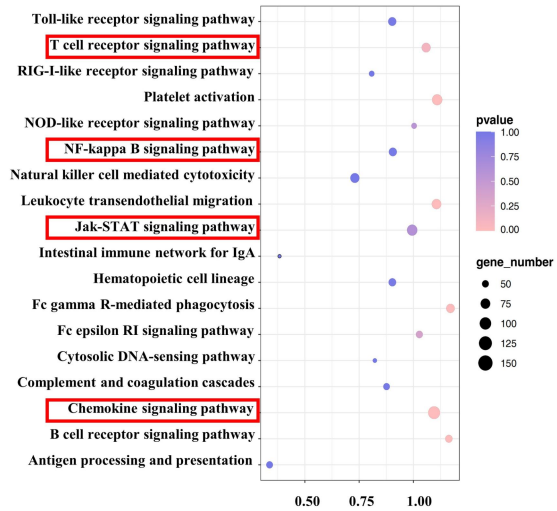 Toll-like receptor signaling pathway
T cell receptor signaling pathway
RIG-I-like receptor signaling pathway
Platelet activation
NOD-like receptor signaling pathway
NF-kappa B signaling pathway
Natural killer cell mediated cytotoxicity
Leukocyte transendothelial migration
Jak-STAT signaling pathway
Intestinal immune network for IgA
Hematopoietic cell lineage
Fc gamma R-mediated phagocytosis
Fc epsilon RI signaling pathway
Cytosolic DNA-sensing pathway
Complement and coagulation cascades
Chemokine signaling pathway
B cell receptor signaling pathway
Antigen processing and presentation
0.50 0.75 1.00
pvalue
1.00
0.75
0.50
0.25
0.00
gene_number
50
75
100
125
150